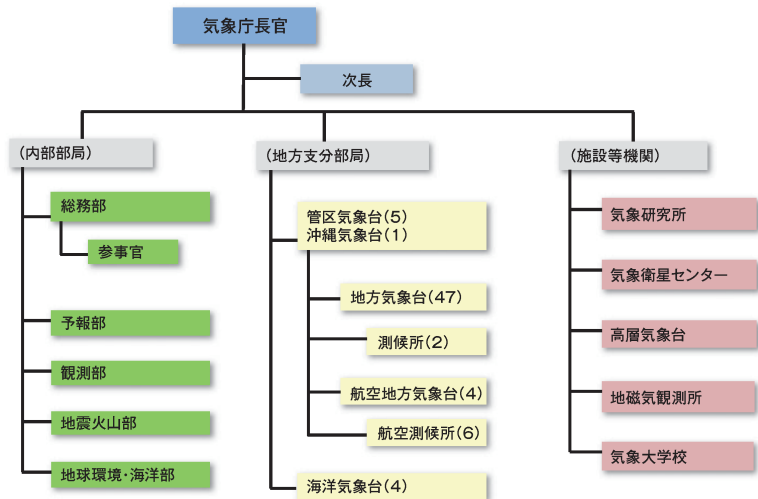 気象庁長官
次長
（内部部局）
総務部
参事官
予報部
観測部
地震火山部
地球環境・海洋部
（地方支分部局）
管区気象台（5）
沖縄気象台（1）
地方気象台（47）
測候所（2）
航空地方気象台（4）
航空測候所（6）
海洋気象台（4）
（施設等機関）
気象研究所
気象衛星センター
高層気象台
地磁気観測所
気象大学校